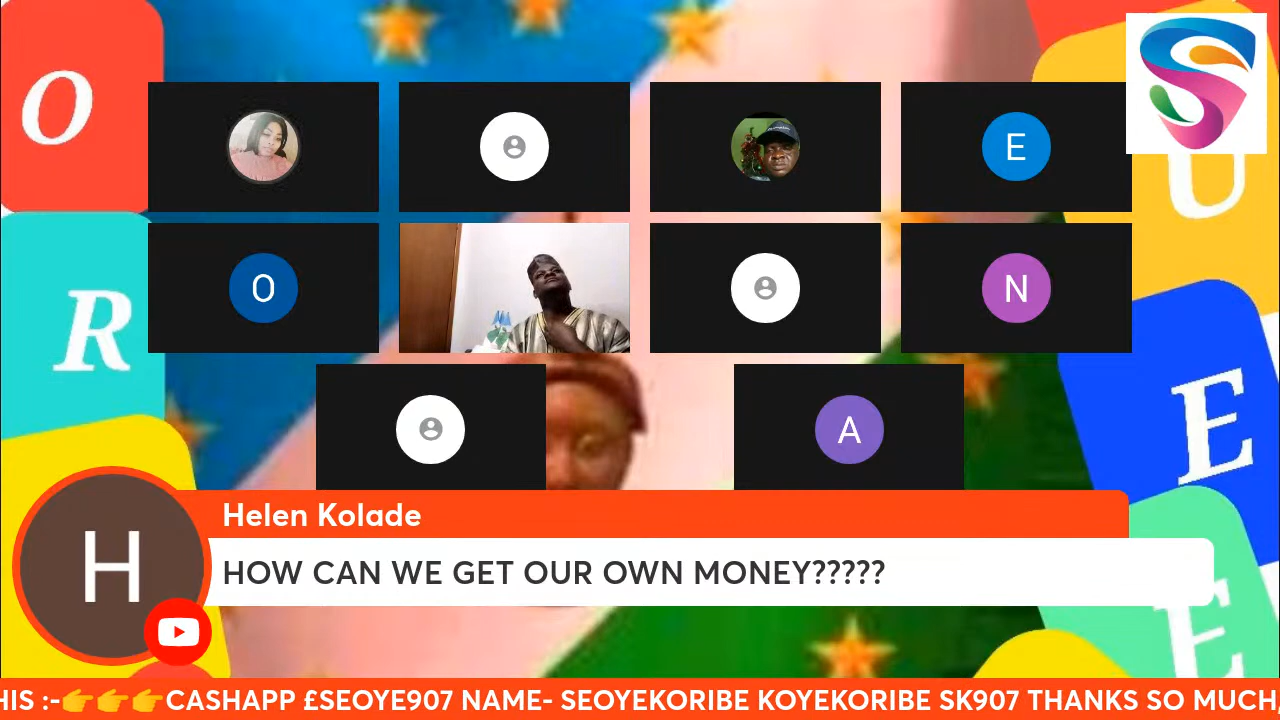 O
R
U
E
E
E
O
N
A
H
Helen Kolade
HOW CAN WE GET OUR OWN MONEY?????
HIS :-👉👉👉CASHAPP £SEOYE907 NAME- SEOYEKORIBE KOYEKORIBE SK907 THANKS SO MUCH,